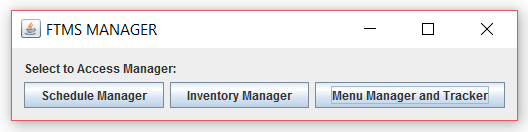 FTMS MANAGER
Select to Access Manager:
Schedule Manager Inventory Manager Menu Manager and Tracker